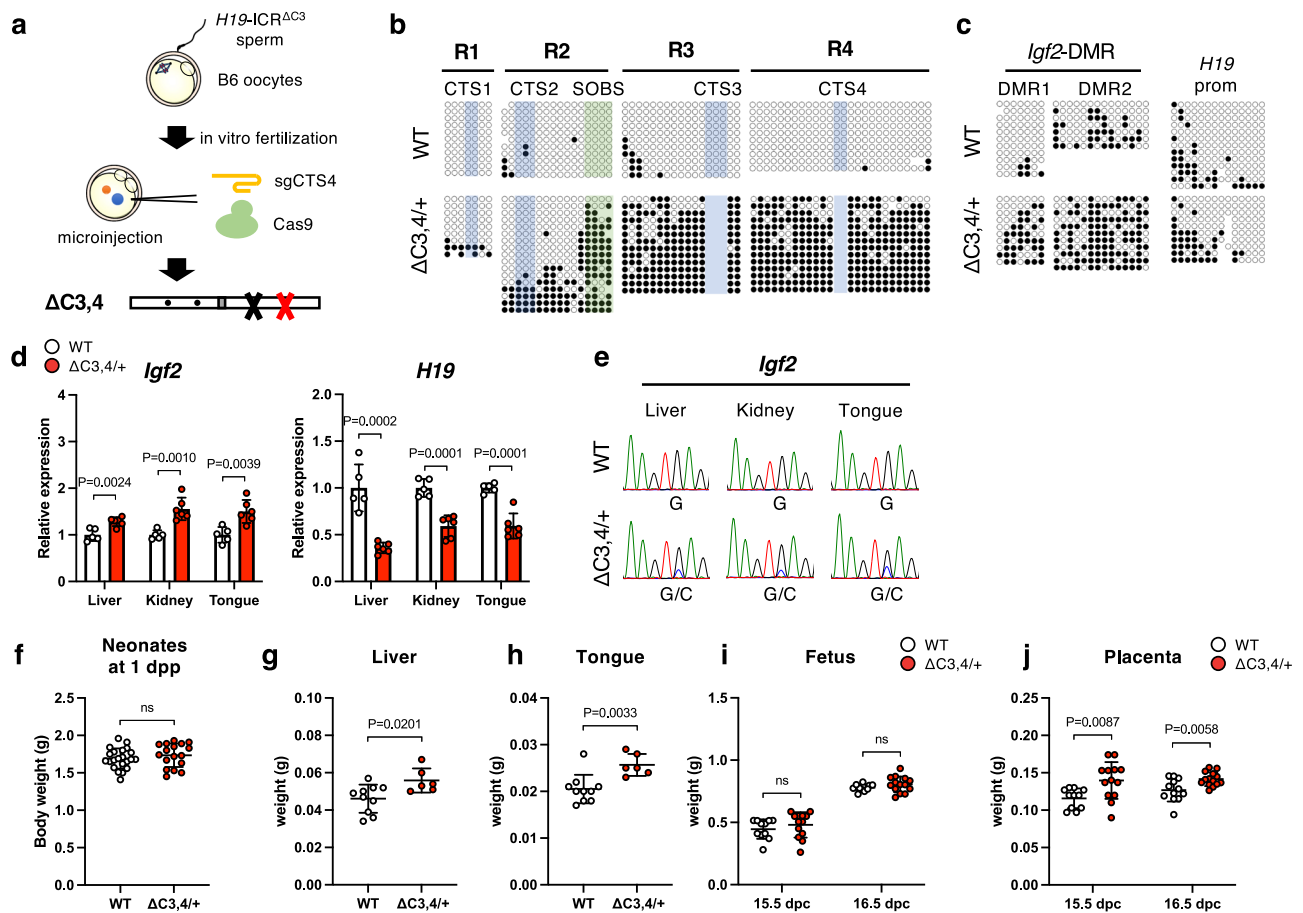 a
H19-ICRΔC3
sperm
B6 oocytes
in vitro fertilization
sgCTS4
Cas9
microinjection
ΔC3,4
b
R1 R2 R3 R4
CTS1 CTS2 SOBS CTS3 CTS4
WT
ΔC3,4/+
c
Igf2-DMR
H19
prom
DMR1 DMR2
WT
ΔC3,4/+
d
WT
ΔC3,4/+
Igf2
Relative expression
4
3
2
1
0
P=0.0024
P=0.0010
P=0.0039
Liver Kidney Tongue
H19
Relative expression
2.0
1.5
1.0
0.5
0.0
P=0.0002
P=0.0001
P=0.0001
Liver Kidney Tongue
e
Igf2
Liver Kidney Tongue
WT
G G G
ΔC3,4/+
G/C G/C G/C
f
Neonates
at 1 dpp
Body weight (g)
2.5
2.0
1.5
1.0
0.5
0.0
ns
WT ΔC3,4/+
g
Liver
weight (g)
0.10
0.08
0.06
0.04
0.02
0.00
P=0.0201
WT ΔC3,4/+
h
Tongue
weight (g)
0.04
0.03
0.02
0.01
0.00
P=0.0033
WT ΔC3,4/+
i
Fetus
WT
ΔC3,4/+
weight (g)
1.5
1.0
0.5
0.0
ns
ns
15.5 dpc 16.5 dpc
j
Placenta
WT
ΔC3,4/+
weight (g)
0.25
0.20
0.15
0.10
0.05
0.00
P=0.0087
P=0.0058
15.5 dpc 16.5 dpc